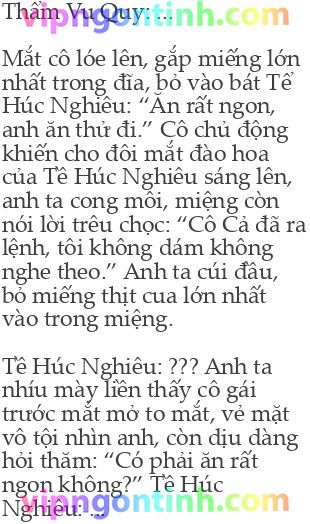 Thẩm Vu Quy: ...
Mắt cô lóe lên, gắp miếng lớn
nhất trong đĩa, bỏ vào bát Tể
Húc Nghiêu: “Ăn rất ngon,
anh ăn thử đi.” Cô chủ động
khiến cho đôi mắt đào hoa
của Tề Húc Nghiêu sáng lên,
anh ta cong môi, miệng còn
nói lời trêu chọc: “Cô Cả đã ra
lệnh, tôi không dám không
nghe theo.” Anh ta cúi đầu,
bỏ miếng thịt cua lớn nhất
vào trong miệng.
Tề Húc Nghiêu: ??? Anh ta
nhíu mày liền thấy cô gái
trước mắt mở to mắt, vẻ mặt
vô tội nhìn anh, còn dịu dàng
hỏi thăm: “Có phải ăn rất
ngon không?” Tề Húc
Nghiêu: ...
vipngontinh.com
vipngontinh.com